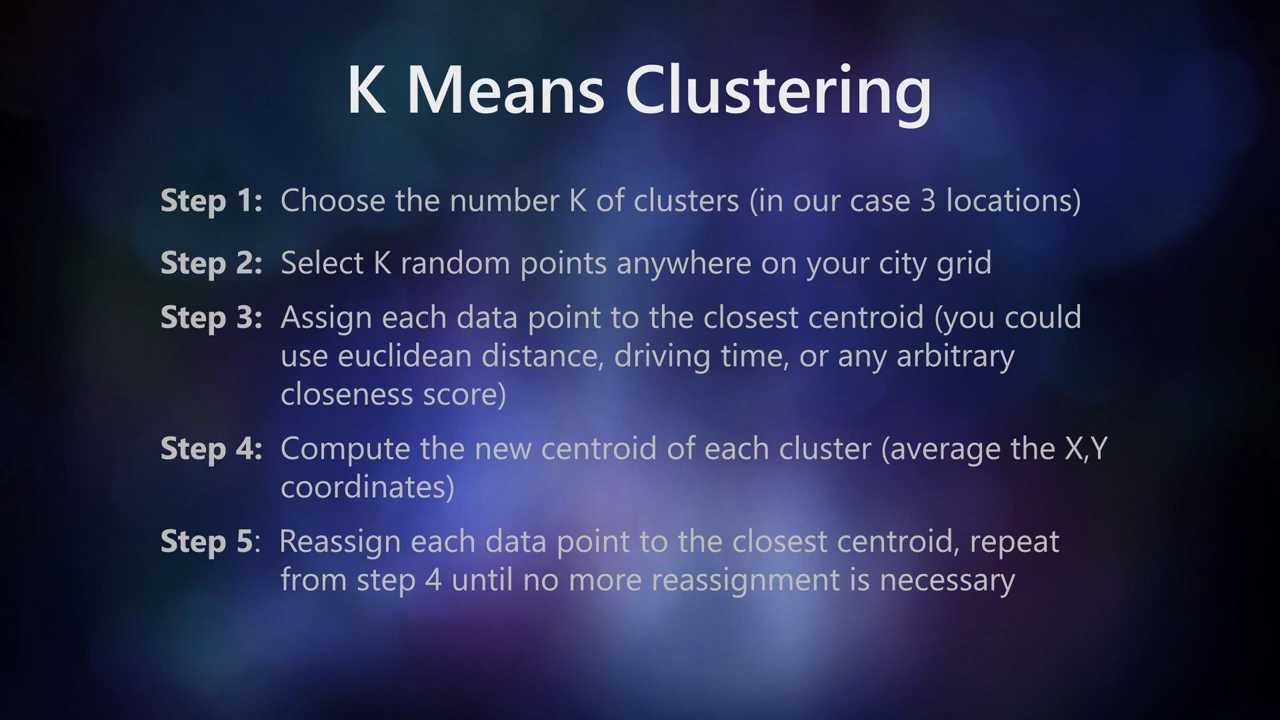 K Means Clustering
Step 1: Choose the number K of clusters (in our case 3 locations)
Step 2: Select K random points anywhere on your city grid
Step 3: Assign each data point to the closest centroid (you could
use euclidean distance, driving time, or any arbitrary
closeness score)
Step 4: Compute the new centroid of each cluster (average the X,Y
coordinates)
Step 5: Reassign each data point to the closest centroid, repeat
from step 4 until no more reassignment is necessary